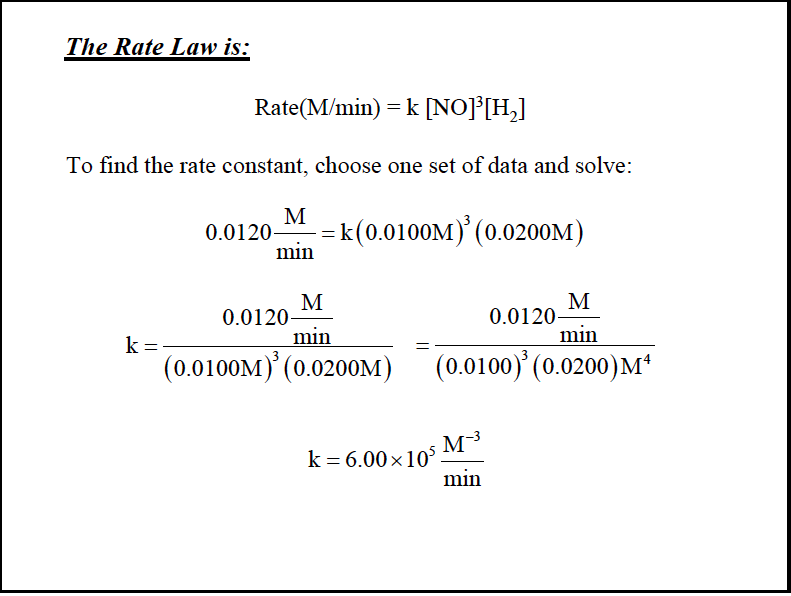 The Rate Law is:
Rate(M/min) = k [NO]³[H₂]
To find the rate constant, choose one set of data and solve:
0.0120 M/min = k(0.0100M)³(0.0200M)
k = 0.0120 M/min / (0.0100M)³(0.0200M) = 0.0120 M/min / (0.0100)³(0.0200)M⁴
k = 6.00×10⁵ M⁻³/min